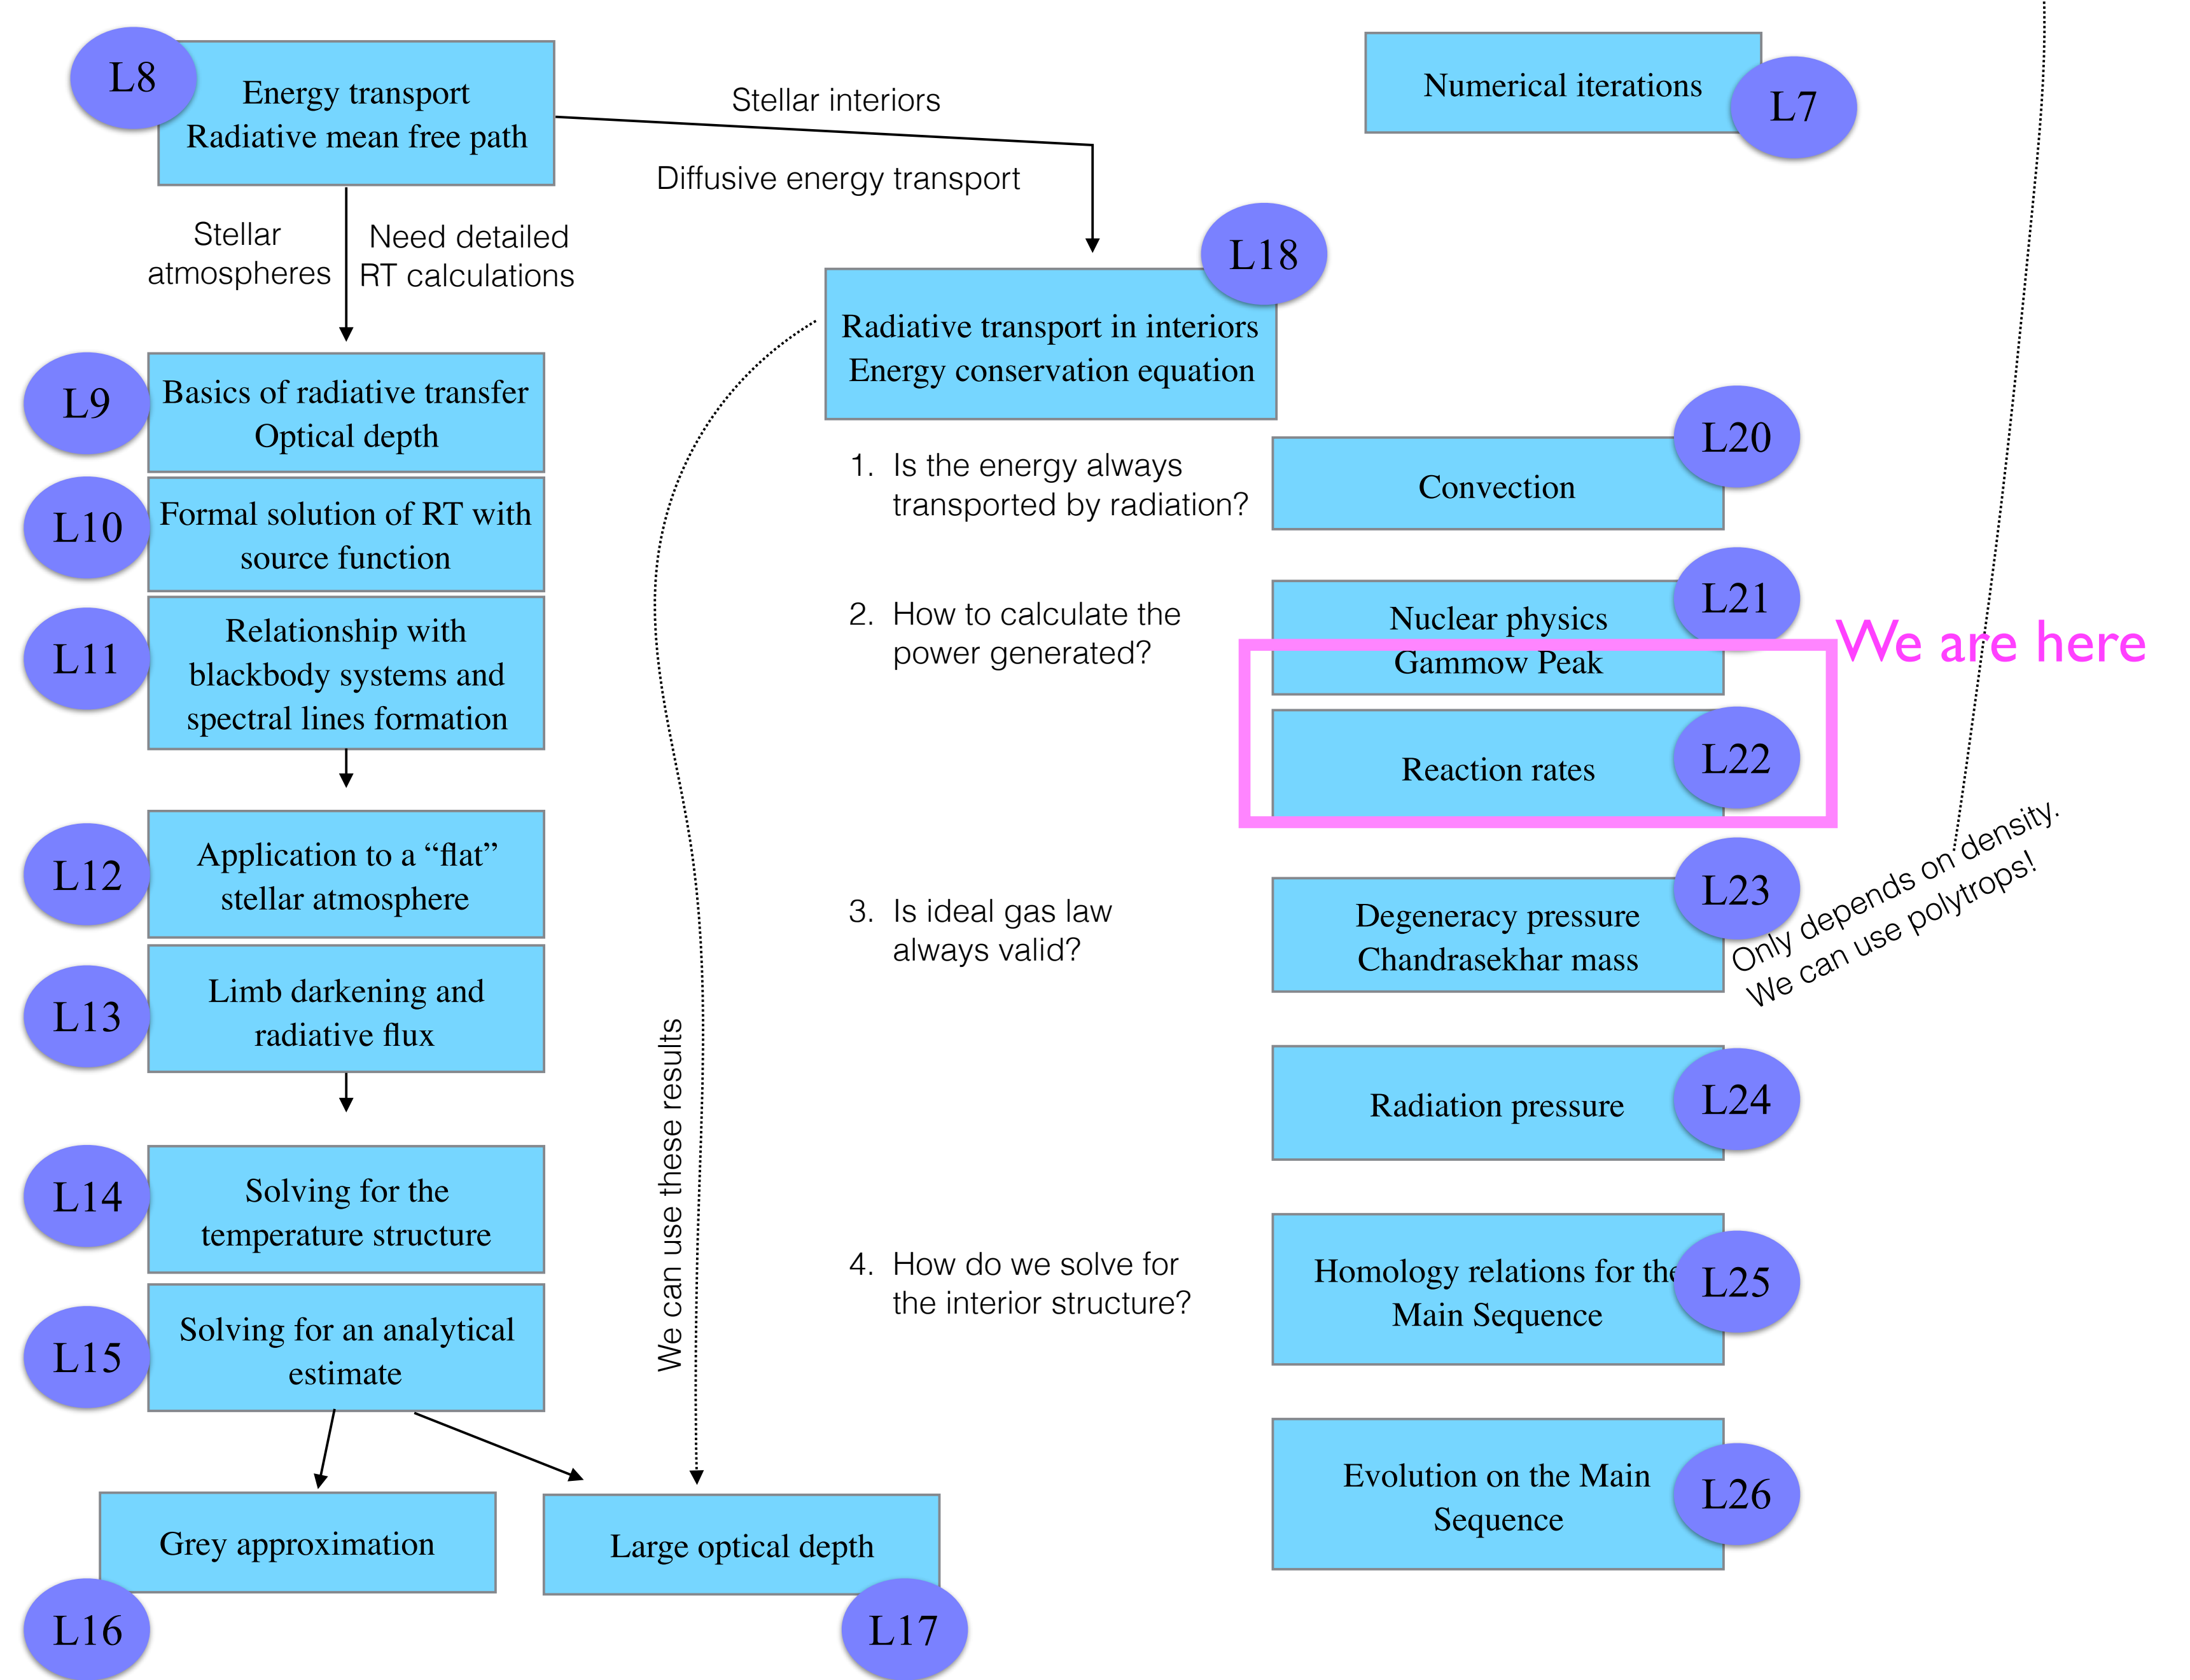 L8
Energy transport
Radiative mean free path
Stellar interiors
Diffusive energy transport
Numerical iterations
L7
Stellar
atmospheres
Need detailed
RT calculations
L18
Radiative transport in interiors
Energy conservation equation
L9
Basics of radiative transfer
Optical depth
L10
Formal solution of RT with
source function
L11
Relationship with
blackbody systems and
spectral lines formation
L12
Application to a “flat”
stellar atmosphere
L13
Limb darkening and
radiative flux
L14
Solving for the
temperature structure
L15
Solving for an analytical
estimate
Grey approximation
L16
Large optical depth
L17
We can use these results
1. Is the energy always
transported by radiation?
Convection
L20
2. How to calculate the
power generated?
Nuclear physics
Gammow Peak
L21
We are here
Reaction rates
L22
3. Is ideal gas law
always valid?
Degeneracy pressure
Chandrasekhar mass
L23
Only depends on density.
We can use polytrops!
Radiation pressure
L24
4. How do we solve for
the interior structure?
Homology relations for the
Main Sequence
L25
Evolution on the Main
Sequence
L26